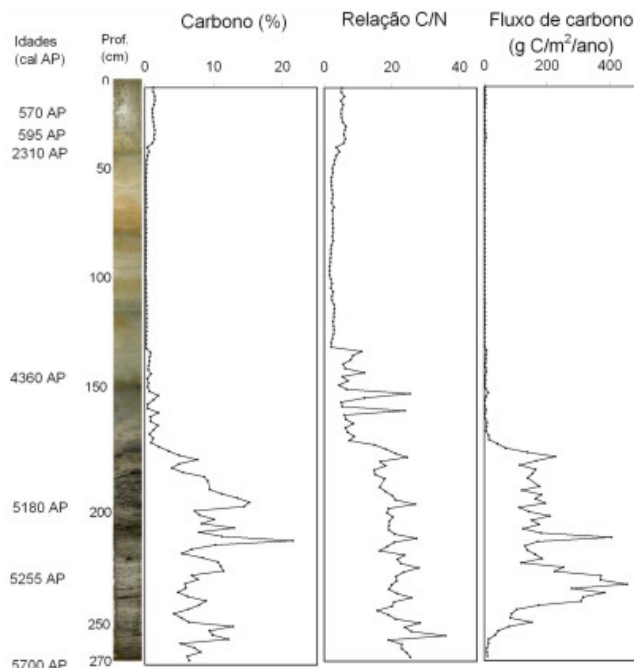 Carbono (%)
Relação C/N
Fluxo de carbono
(g C/m²/ano)
Idades
(cal AP)
Prof.
(cm)
0 10 20
0 20 40
0 200 400
0
570 AP
595 AP
2310 AP
50
100
4360 AP
150
5180 AP
200
5255 AP
250
5700 AP
270